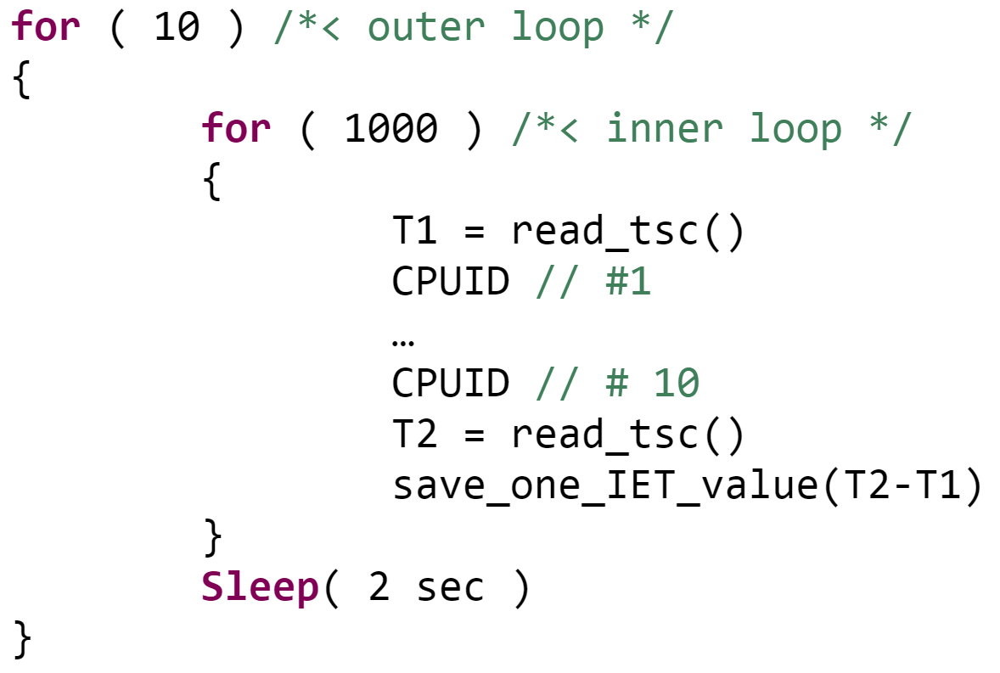 for ( 10 ) /*< outer loop */
{
for ( 1000 ) /*< inner loop */
{
T1 = read_tsc()
CPUID // #1
…
CPUID // # 10
T2 = read_tsc()
save_one_IET_value(T2-T1)
}
Sleep( 2 sec )
}